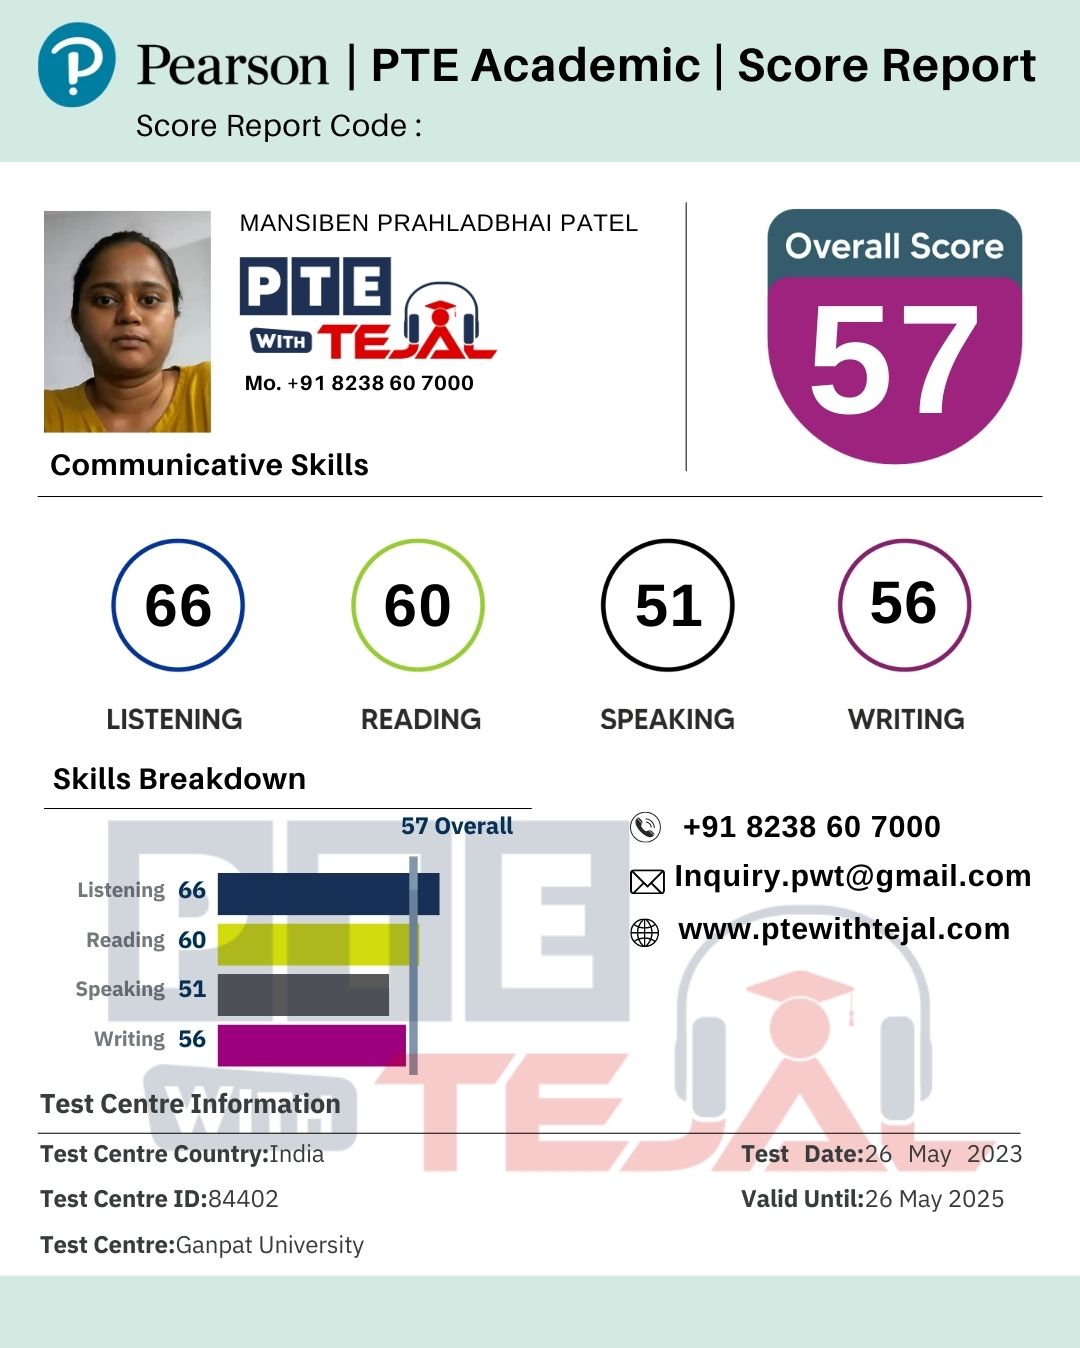 Pearson | PTE Academic | Score Report
Score Report Code :
MANSIBEN PRAHLADBHAI PATEL
PTE
WITH TEJAL
Mo. +91 8238 60 7000
Overall Score
57
Communicative Skills
66 60 51 56
LISTENING READING SPEAKING WRITING
Skills Breakdown
57 Overall
Listening 66
Reading 60
Speaking 51
Writing 56
+91 8238 60 7000
Inquiry.pwt@gmail.com
www.ptewithtejal.com
PTE
WITH TEJAL
Test Centre Information
Test Centre Country:India
Test Date:26 May 2023
Test Centre ID:84402
Valid Until:26 May 2025
Test Centre:Ganpat University